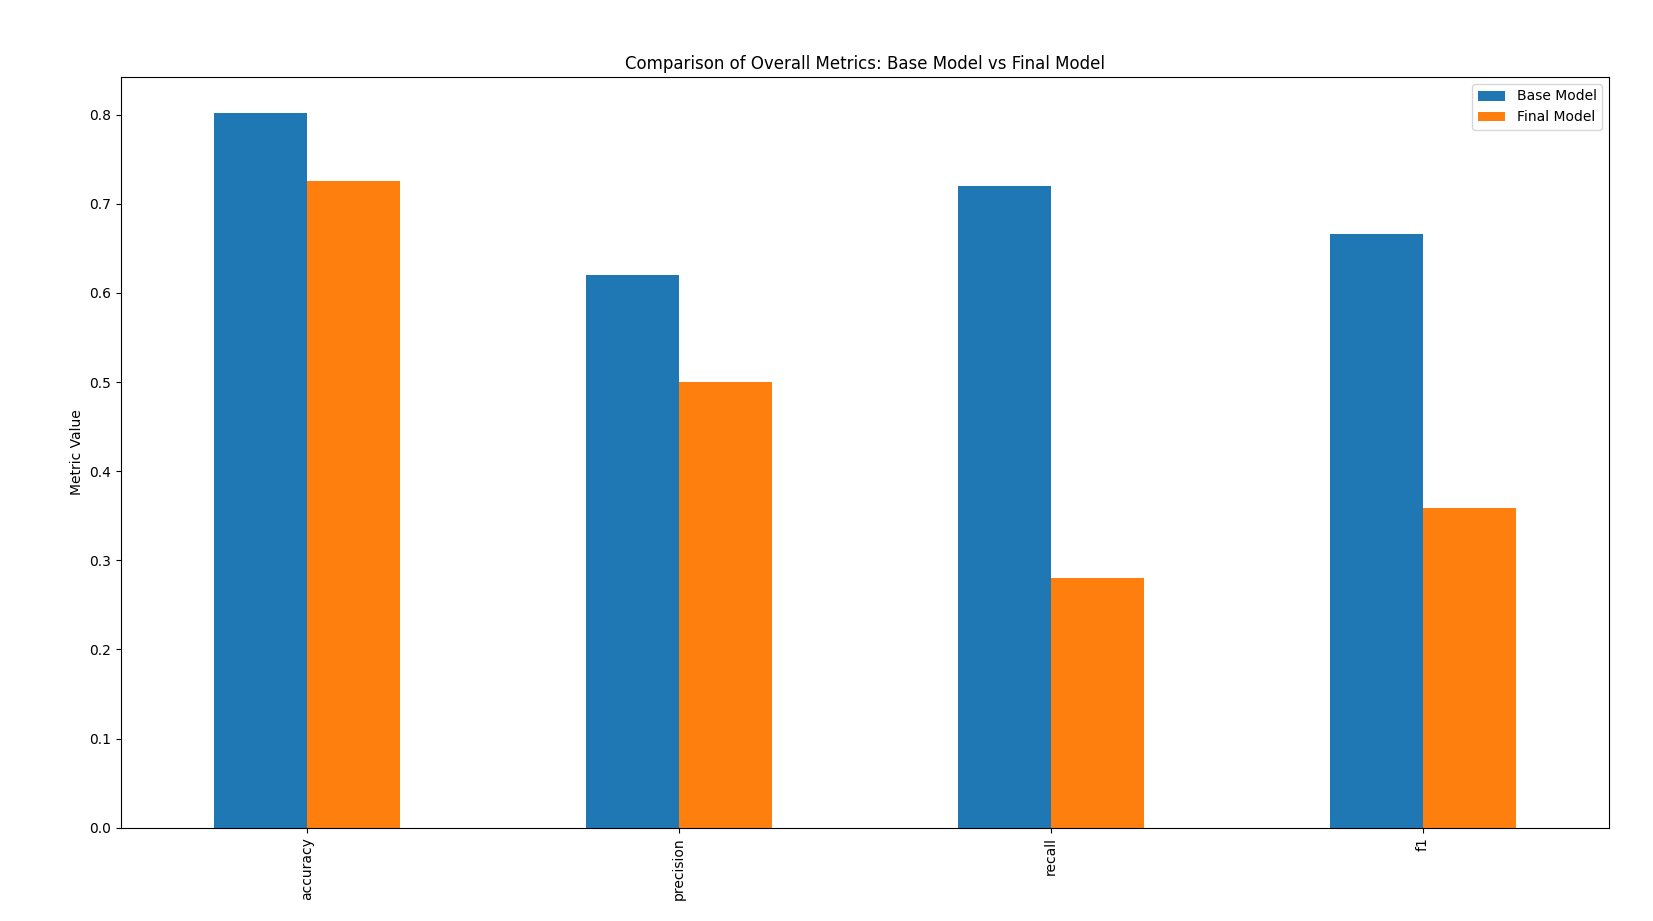 Comparison of Overall Metrics: Base Model vs Final Model
Base Model
Final Model
Metric Value
0.8
0.7
0.6
0.5
0.4
0.3
0.2
0.1
0.0
accuracy
precision
recall
f1